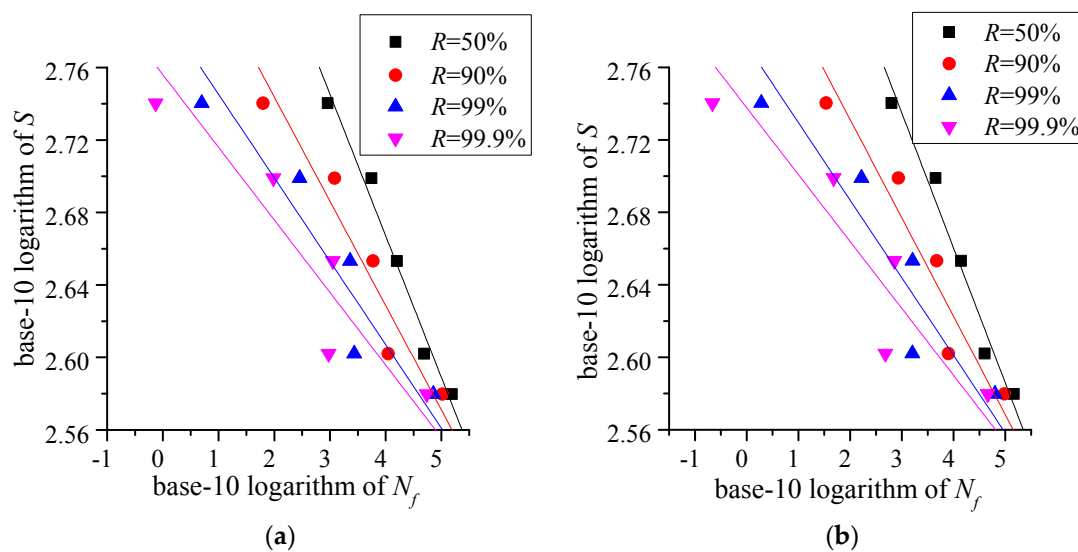 R=50%
R=90%
R=99%
R=99.9%
2.76
2.72
2.68
2.64
2.60
2.56
base-10 logarithm of S
-1 0 1 2 3 4 5
base-10 logarithm of N_f
(a)
R=50%
R=90%
R=99%
R=99.9%
2.76
2.72
2.68
2.64
2.60
2.56
base-10 logarithm of S
-1 0 1 2 3 4 5
base-10 logarithm of N_f
(b)